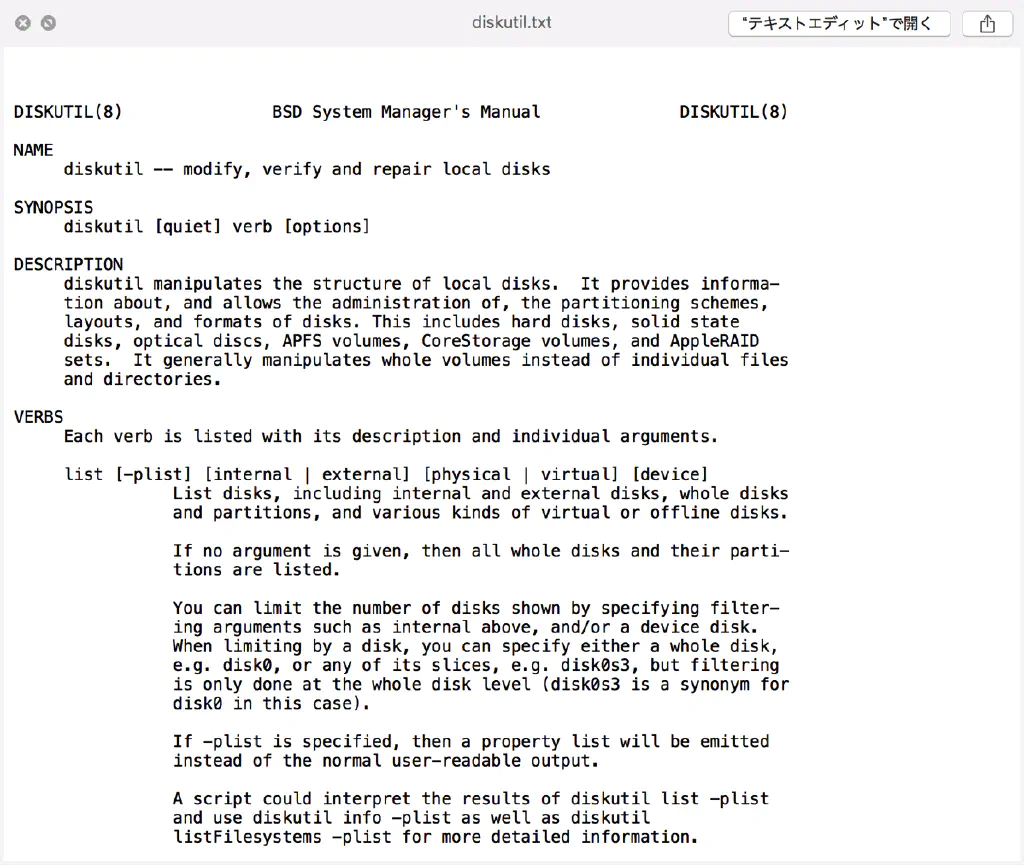 diskutil.txt
"テキストエディット"で開く
DISKUTIL(8) BSD System Manager's Manual DISKUTIL(8)
NAME
diskutil -- modify, verify and repair local disks
SYNOPSIS
diskutil [quiet] verb [options]
DESCRIPTION
diskutil manipulates the structure of local disks. It provides informa-
tion about, and allows the administration of, the partitioning schemes,
layouts, and formats of disks. This includes hard disks, solid state
disks, optical discs, APFS volumes, CoreStorage volumes, and AppleRAID
sets. It generally manipulates whole volumes instead of individual files
and directories.
VERBS
Each verb is listed with its description and individual arguments.
list [-plist] [internal | external] [physical | virtual] [device]
List disks, including internal and external disks, whole disks
and partitions, and various kinds of virtual or offline disks.
If no argument is given, then all whole disks and their parti-
tions are listed.
You can limit the number of disks shown by specifying filter-
ing arguments such as internal above, and/or a device disk.
When limiting by a disk, you can specify either a whole disk,
e.g. disk0, or any of its slices, e.g. disk0s3, but filtering
is only done at the whole disk level (disk0s3 is a synonym for
disk0 in this case).
If -plist is specified, then a property list will be emitted
instead of the normal user-readable output.
A script could interpret the results of diskutil list -plist
and use diskutil info -plist as well as diskutil
listFilesystems -plist for more detailed information.